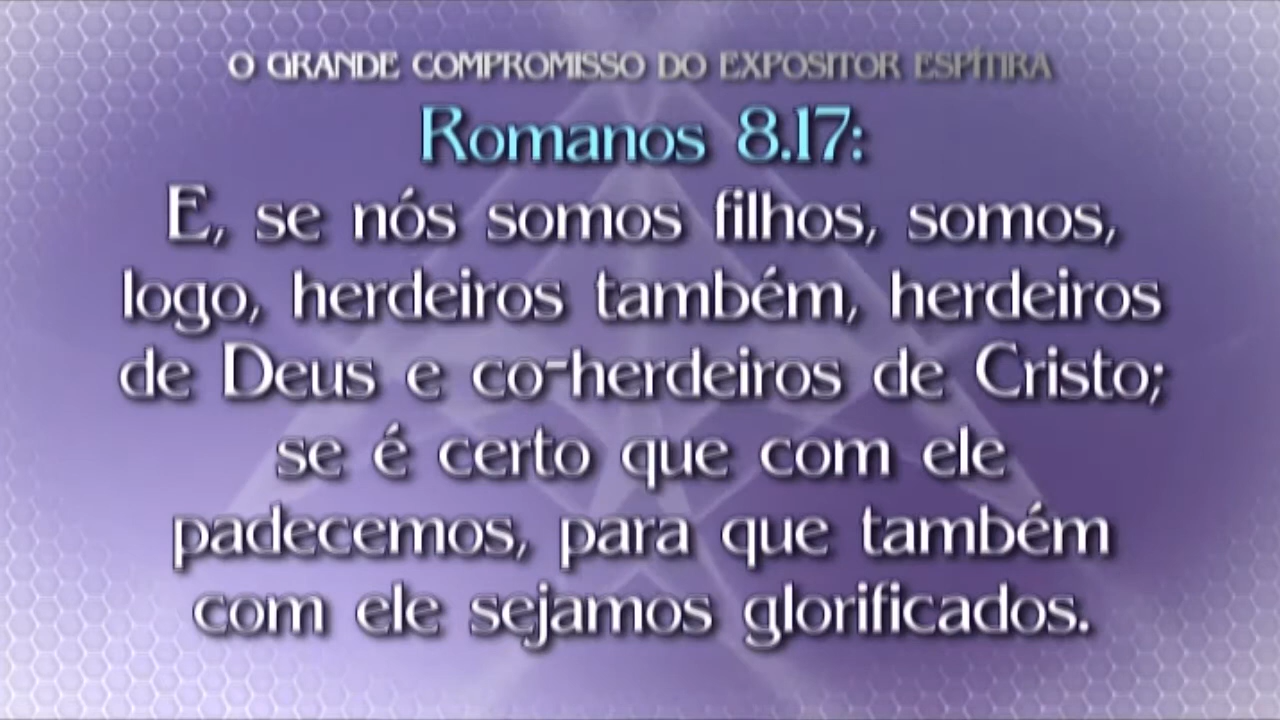 O GRANDE COMPROMISSO DO EXPOSITOR ESPÍTIRA
Romanos 8.17:
E, se nós somos filhos, somos,
logo, herdeiros também, herdeiros
de Deus e co-herdeiros de Cristo;
se é certo que com ele
padecemos, para que também
com ele sejamos glorificados.